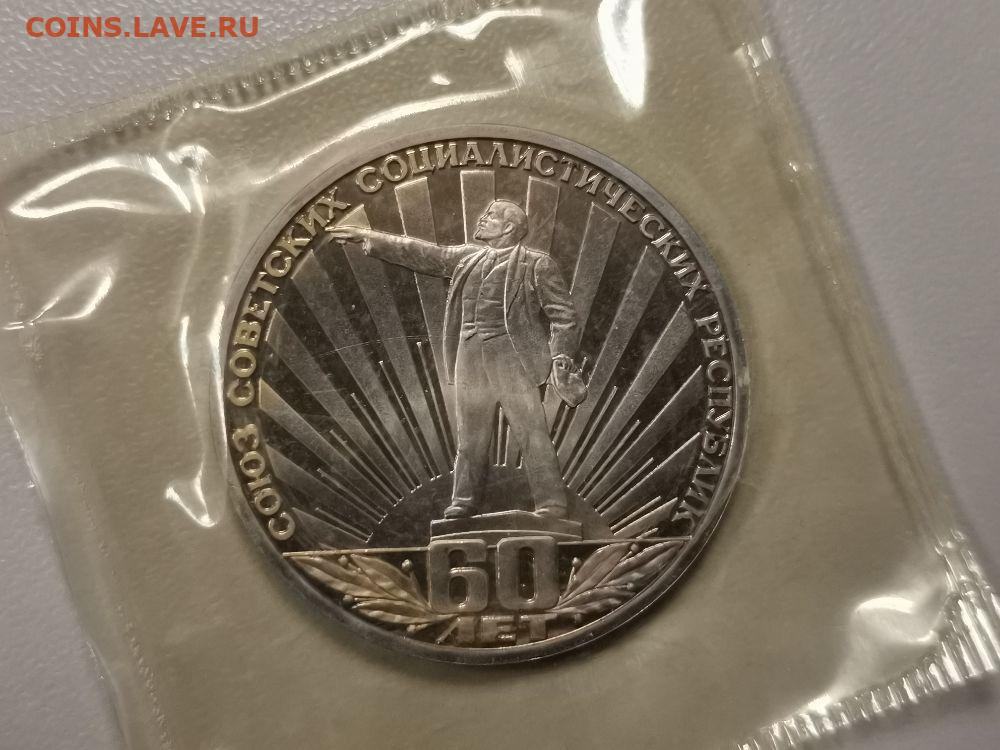 COINS.LAVE.RU
СОЮЗ СОВЕТСКИХ СОЦИАЛИСТИЧЕСКИХ РЕСПУБЛИК
60
ЛЕТ